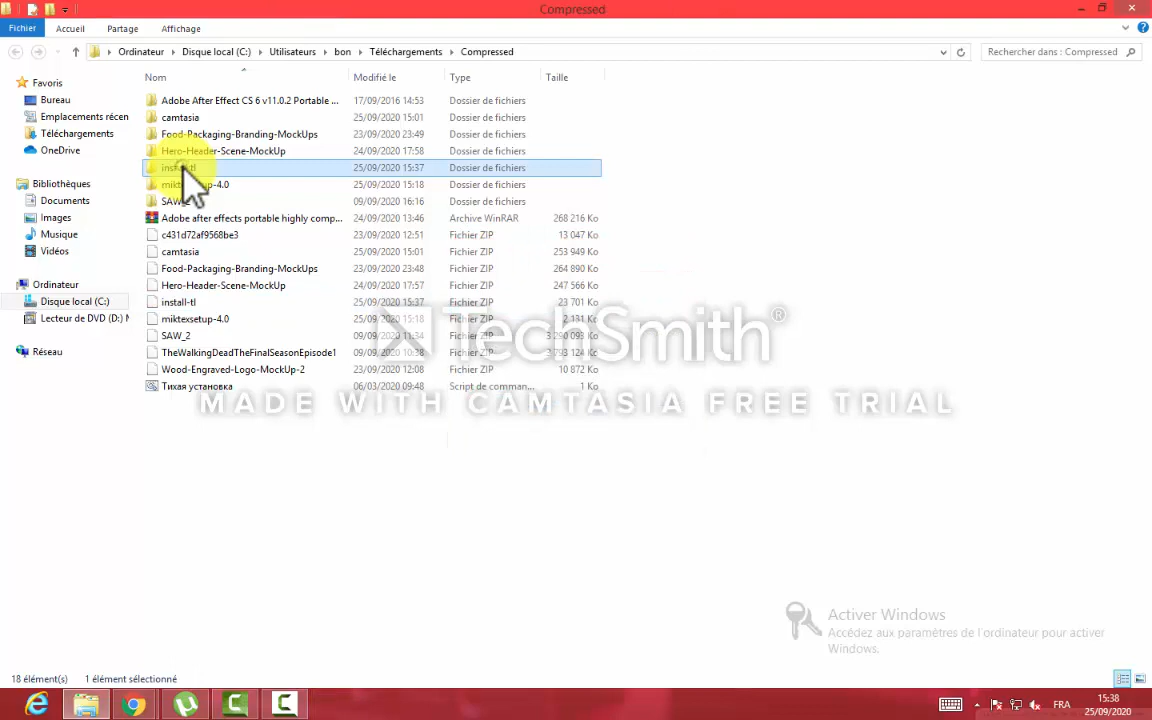 Compressed
Fichier Accueil Partage Affichage
Ordinateur Disque local (C:) Utilisateurs bon Téléchargements Compressed
Rechercher dans : Compressed
Nom Modifié le Type Taille
Favoris
Bureau
Emplacements récen
Téléchargements
OneDrive
Bibliothèques
Documents
Images
Musique
Vidéos
Ordinateur
Disque local (C:)
Lecteur de DVD (D:) M
Réseau
Adobe After Effect CS 6 v11.0.2 Portable ... 17/09/2016 14:53 Dossier de fichiers
camtasia 25/09/2020 15:01 Dossier de fichiers
Food-Packaging-Branding-MockUps 23/09/2020 23:49 Dossier de fichiers
Hero-Header-Scene-MockUp 24/09/2020 17:58 Dossier de fichiers
install-tl 25/09/2020 15:37 Dossier de fichiers
miktexsetup-4.0 25/09/2020 15:18 Dossier de fichiers
SAW_2 09/09/2020 16:16 Dossier de fichiers
Adobe after effects portable highly comp... 24/09/2020 13:46 Archive WinRAR 268 216 Ko
c431d72af9568be3 23/09/2020 12:51 Fichier ZIP 13 047 Ko
camtasia 25/09/2020 15:01 Fichier ZIP 253 949 Ko
Food-Packaging-Branding-MockUps 23/09/2020 23:48 Fichier ZIP 264 890 Ko
Hero-Header-Scene-MockUp 24/09/2020 17:57 Fichier ZIP 247 566 Ko
install-tl 25/09/2020 15:37 Fichier ZIP 23 701 Ko
miktexsetup-4.0 25/09/2020 15:18 Fichier ZIP 2 131 Ko
SAW_2 09/09/2020 11:34 Fichier ZIP 3 290 093 Ko
TheWalkingDeadTheFinalSeasonEpisode1 09/09/2020 10:38 Fichier ZIP 2 793 124 Ko
Wood-Engraved-Logo-MockUp-2 23/09/2020 12:08 Fichier ZIP 10 872 Ko
Тихая установка 06/03/2020 09:48 Script de comman... 1 Ko
TechSmith®
MADE WITH CAMTASIA FREE TRIAL
Activer Windows
Accédez aux paramètres de l'ordinateur pour activer
Windows.
18 élément(s) 1 élément sélectionné
FRA
15:38
25/09/2020